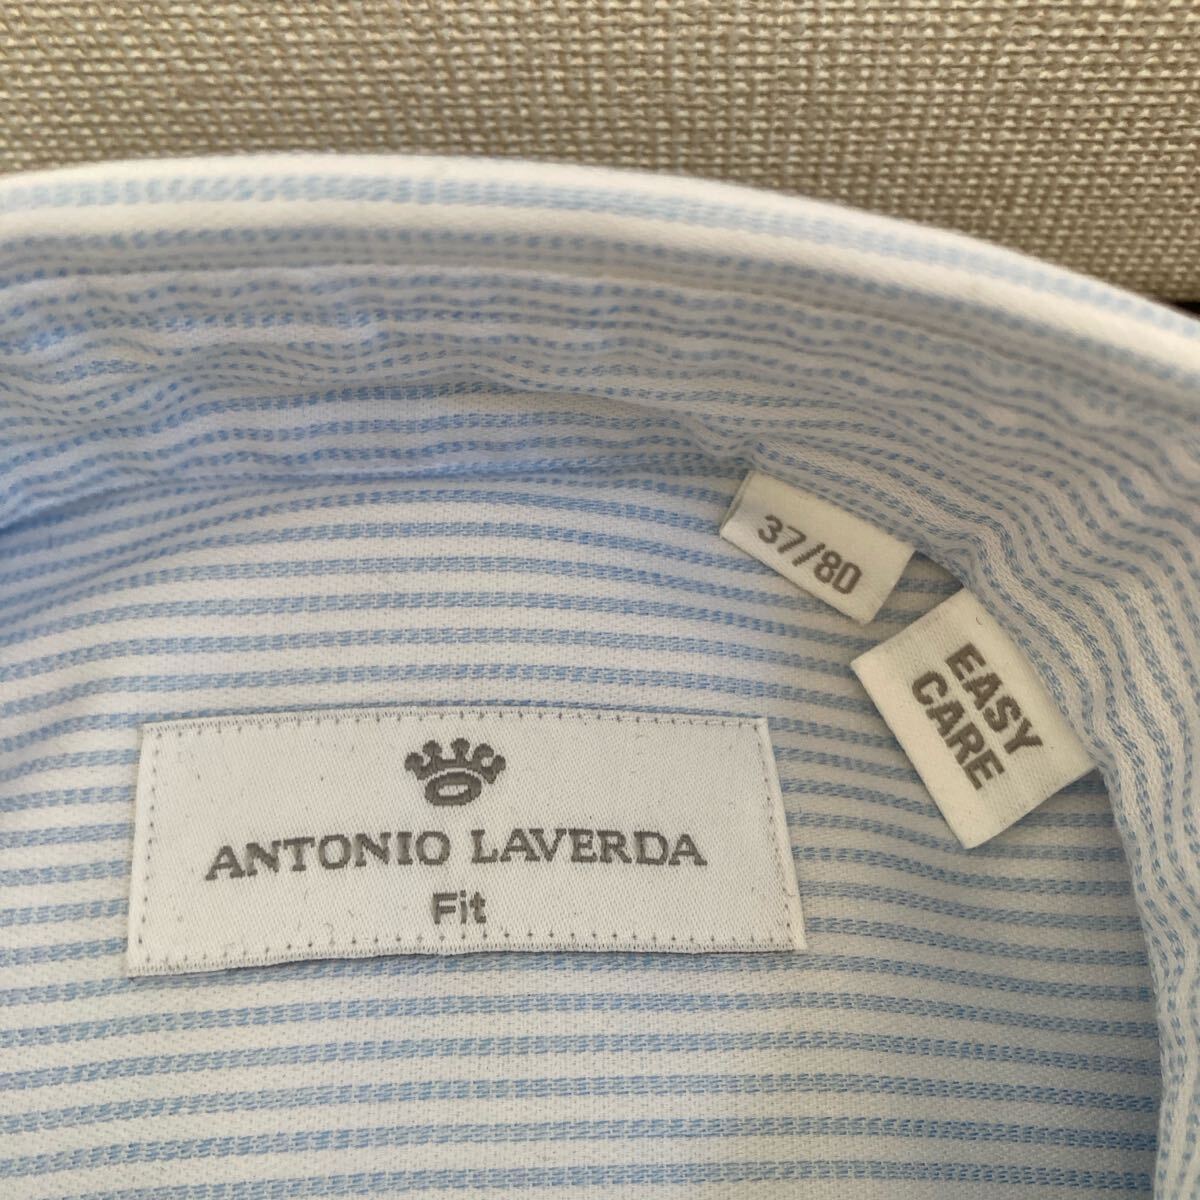 37/80
EASY
CARE
ANTONIO LAVERDA
Fit